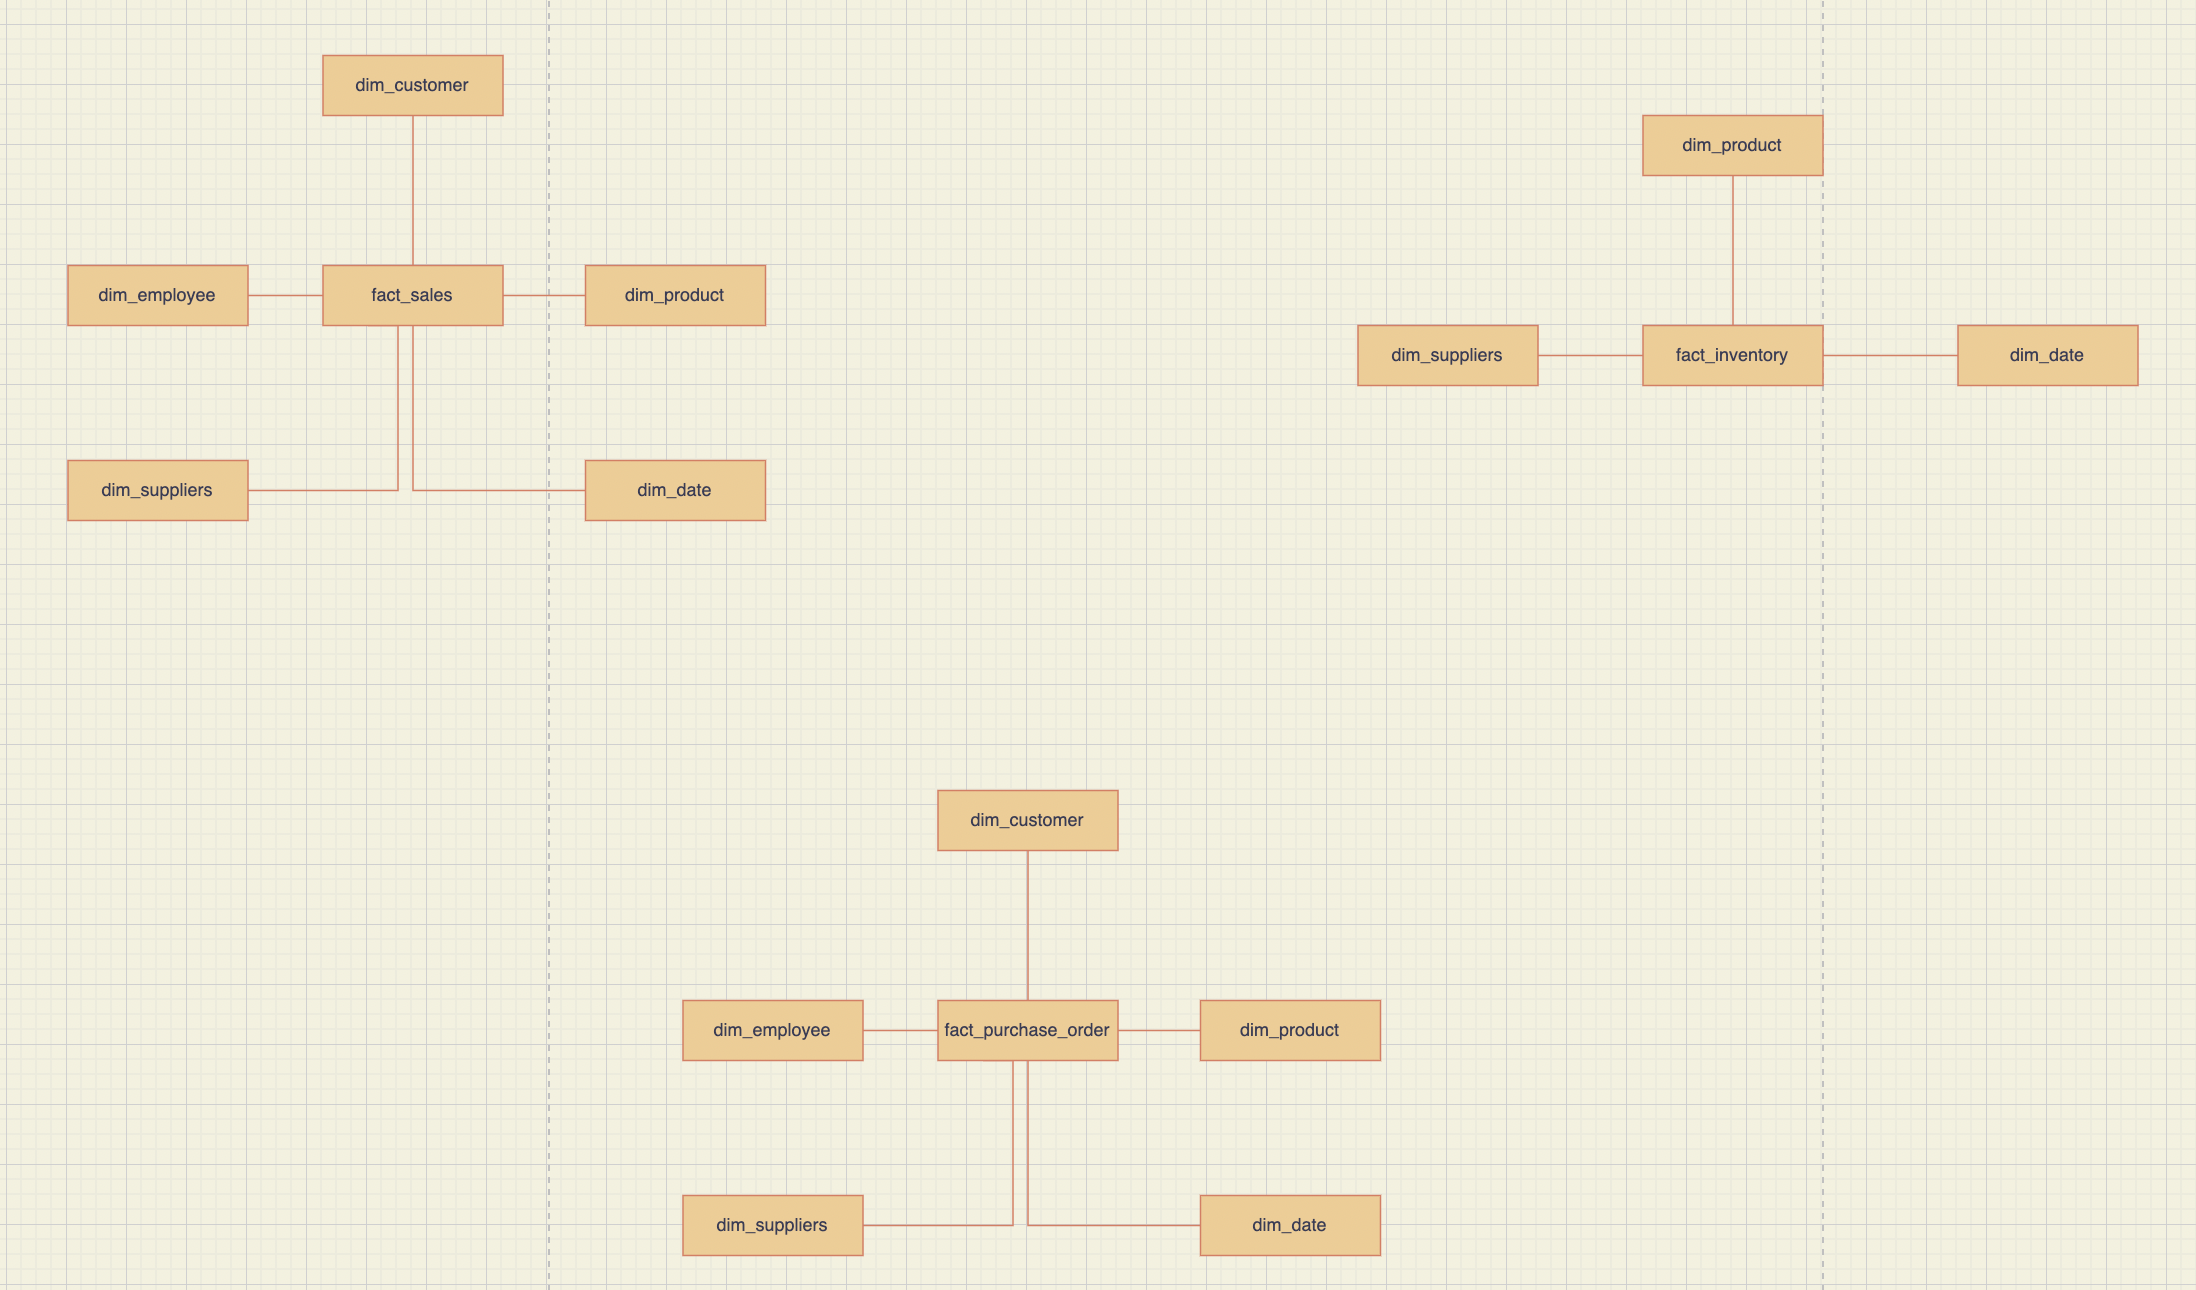 dim_customer
dim_employee
fact_sales
dim_product
dim_suppliers
dim_date
dim_product
dim_suppliers
fact_inventory
dim_date
dim_customer
dim_employee
fact_purchase_order
dim_product
dim_suppliers
dim_date